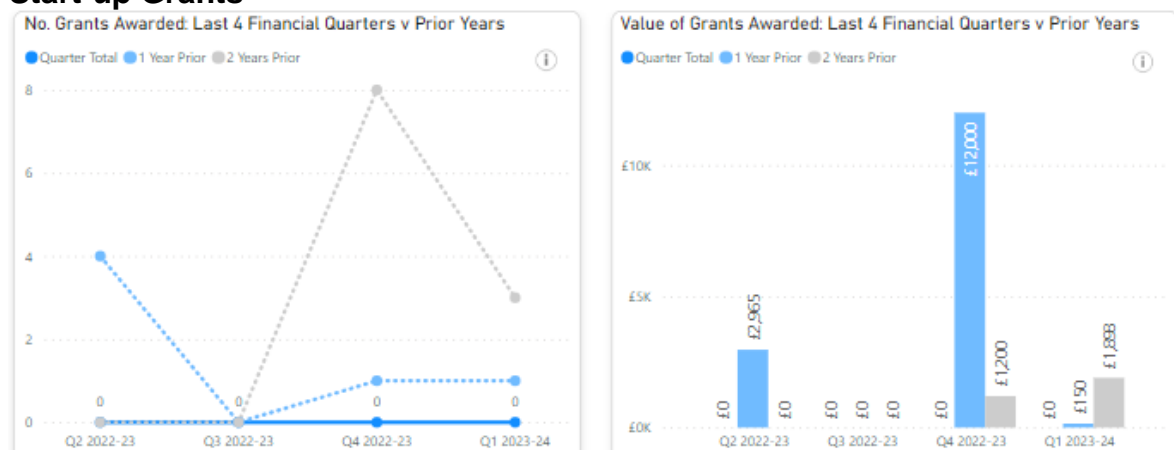 Start-up Grants
No. Grants Awarded: Last 4 Financial Quarters v Prior Years
Quarter Total 1 Year Prior 2 Years Prior
8
6
4
2
0
0 0 0 0
Q2 2022-23 Q3 2022-23 Q4 2022-23 Q1 2023-24
Value of Grants Awarded: Last 4 Financial Quarters v Prior Years
Quarter Total 1 Year Prior 2 Years Prior
£10K
£5K
£0K
£0 £2,965 £0 £0 £0 £0 £0 £12,000 £1,200 £0 £150 £1,898
Q2 2022-23 Q3 2022-23 Q4 2022-23 Q1 2023-24